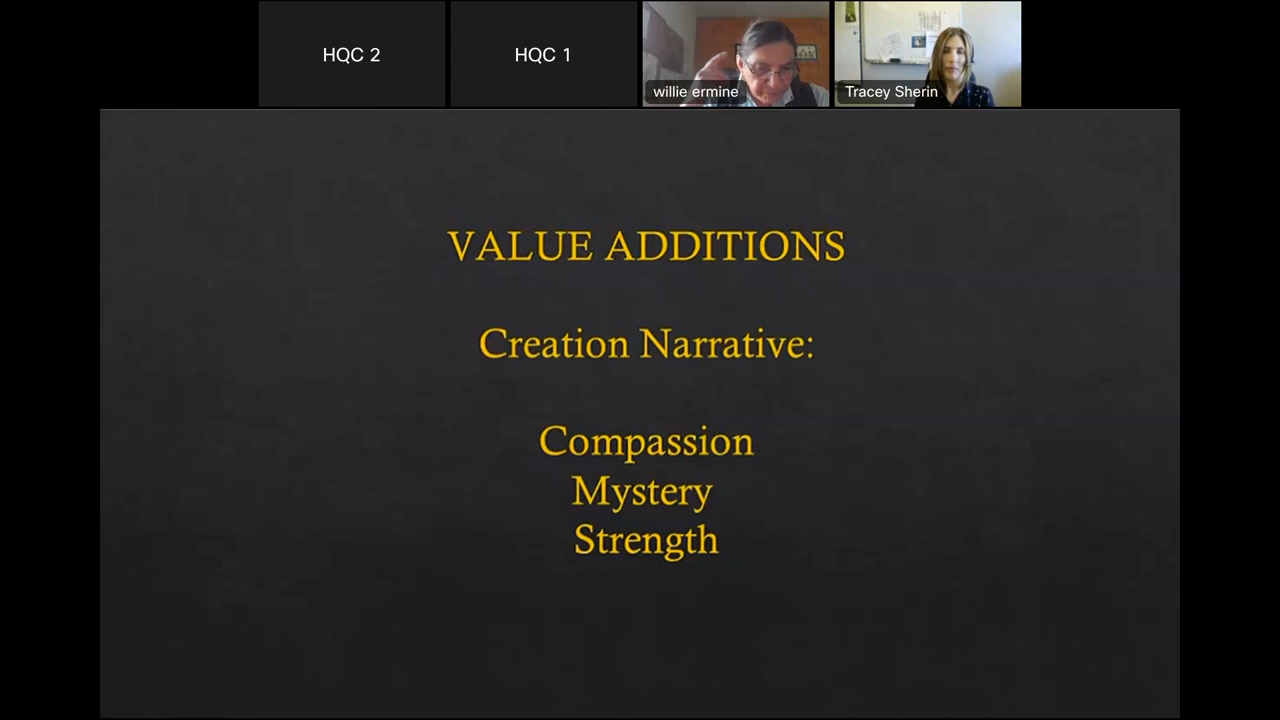 HQC 2
HQC 1
willie ermine
Tracey Sherin
VALUE ADDITIONS
Creation Narrative:
Compassion
Mystery
Strength